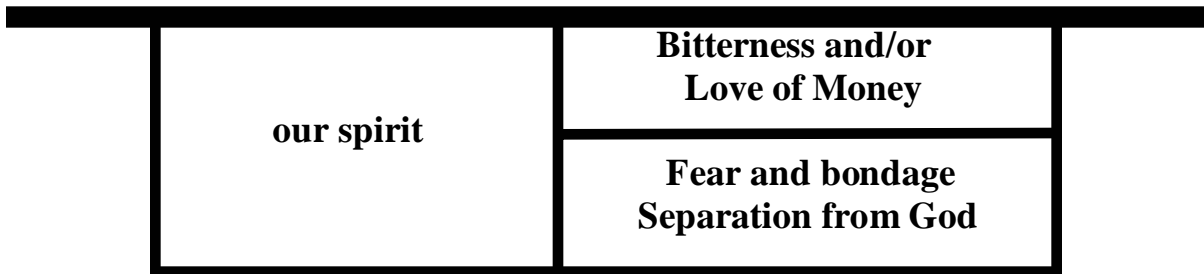 our spirit
Bitterness and/or
Love of Money
Fear and bondage
Separation from God